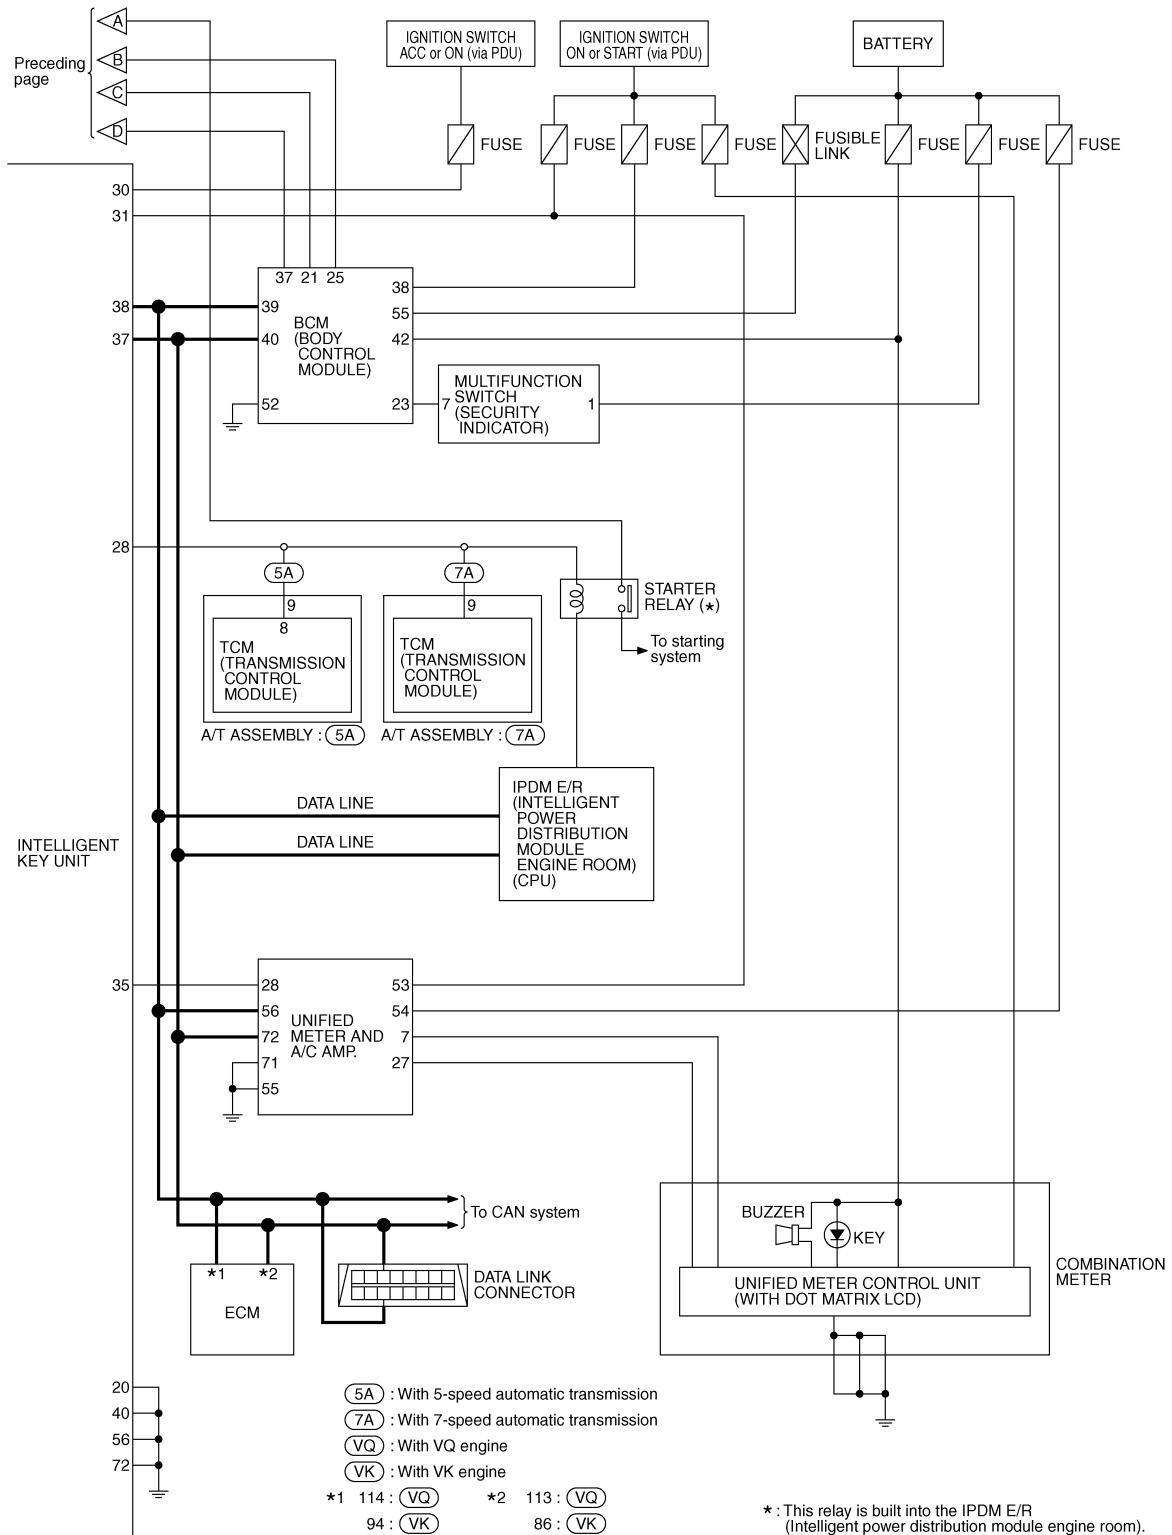 A
IGNITION SWITCH
ACC or ON (via PDU)
IGNITION SWITCH
ON or START (via PDU)
BATTERY
Preceding
page
B
C
D
FUSE
FUSE
FUSE
FUSE
FUSIBLE
LINK
FUSE
FUSE
FUSE
30
31
37 21 25
38
38
39
55
37
40
BCM
(BODY
CONTROL
MODULE)
42
52
23
7
MULTIFUNCTION
SWITCH
(SECURITY
INDICATOR)
1
28
5A
7A
9
8
TCM
(TRANSMISSION
CONTROL
MODULE)
9
TCM
(TRANSMISSION
CONTROL
MODULE)
STARTER
RELAY (*)
To starting
system
A/T ASSEMBLY : 5A
A/T ASSEMBLY : 7A
DATA LINE
DATA LINE
IPDM E/R
(INTELLIGENT
POWER
DISTRIBUTION
MODULE
ENGINE ROOM)
(CPU)
INTELLIGENT
KEY UNIT
35
28
53
56
54
72
UNIFIED
METER AND
A/C AMP.
7
71
27
55
To CAN system
BUZZER
KEY
*1
*2
ECM
DATA LINK
CONNECTOR
UNIFIED METER CONTROL UNIT
(WITH DOT MATRIX LCD)
COMBINATION
METER
20
40
56
72
5A : With 5-speed automatic transmission
7A : With 7-speed automatic transmission
VQ : With VQ engine
VK : With VK engine
*1 114 : VQ *2 113 : VQ
94 : VK 86 : VK
* : This relay is built into the IPDM E/R
(Intelligent power distribution module engine room).